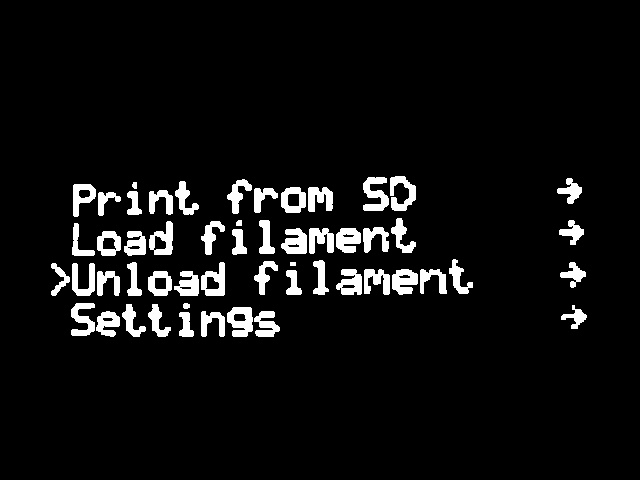 Print from SD →
Load filament →
>Unload filament →
Settings →